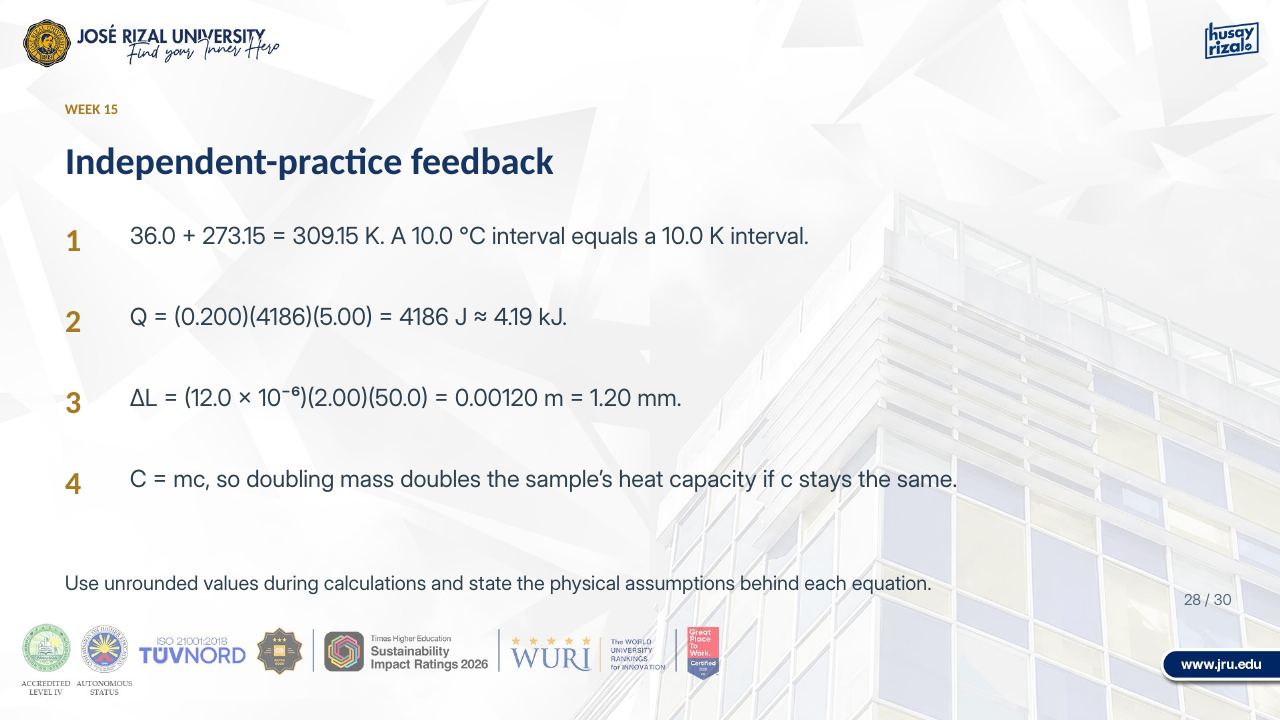 JOSÉ RIZAL UNIVERSITY
Find your Inner Hero
husay
rizal
WEEK 15
Independent-practice feedback
1 36.0 + 273.15 = 309.15 K. A 10.0 °C interval equals a 10.0 K interval.
2 Q = (0.200)(4186)(5.00) = 4186 J ≈ 4.19 kJ.
3 ΔL = (12.0 × 10⁻⁶)(2.00)(50.0) = 0.00120 m = 1.20 mm.
4 C = mc, so doubling mass doubles the sample’s heat capacity if c stays the same.
Use unrounded values during calculations and state the physical assumptions behind each equation.
28 / 30
ACCREDITED
LEVEL IV
AUTONOMOUS
STATUS
ISO 21001:2018
TÜVNORD
Times Higher Education
Sustainability
Impact Ratings 2026
WURI
The WORLD
UNIVERSITY
RANKINGS
for INNOVATION
Great
Place
To
Work.
Certified
www.jru.edu